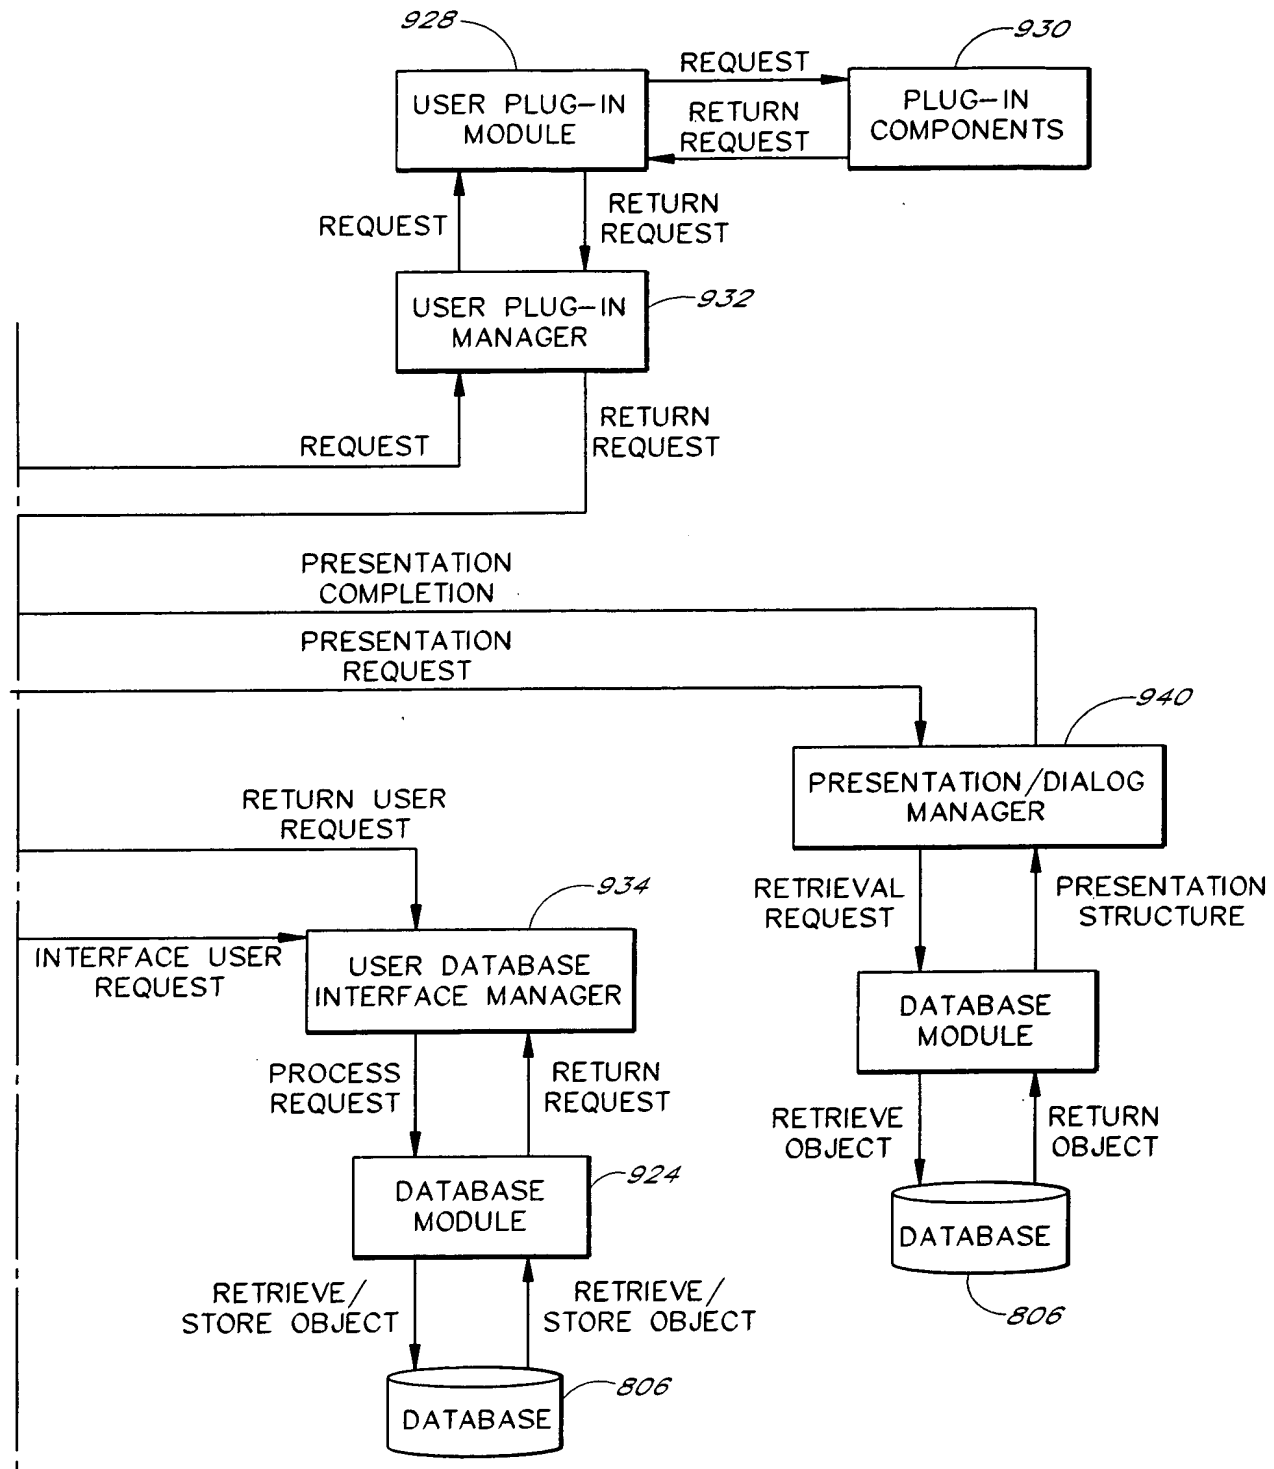 928
930
REQUEST
USER PLUG-IN
MODULE
PLUG-IN
COMPONENTS
RETURN
REQUEST
REQUEST
RETURN
REQUEST
932
USER PLUG-IN
MANAGER
REQUEST
RETURN
REQUEST
PRESENTATION
COMPLETION
PRESENTATION
REQUEST
940
PRESENTATION/DIALOG
MANAGER
RETURN USER
REQUEST
934
RETRIEVAL
REQUEST
PRESENTATION
STRUCTURE
INTERFACE USER
REQUEST
USER DATABASE
INTERFACE MANAGER
DATABASE
MODULE
PROCESS
REQUEST
RETURN
REQUEST
RETRIEVE
OBJECT
RETURN
OBJECT
924
DATABASE
MODULE
DATABASE
806
RETRIEVE/
STORE OBJECT
RETRIEVE/
STORE OBJECT
806
DATABASE